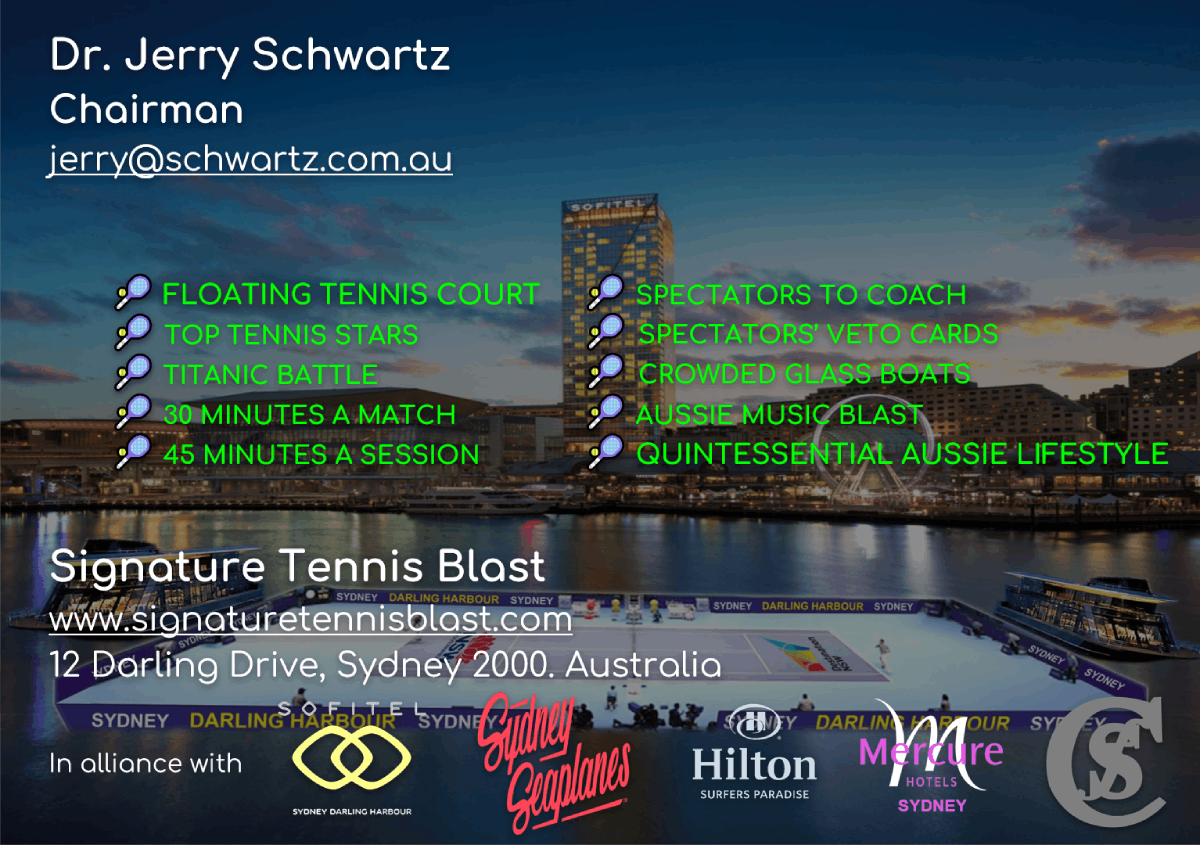 Dr. Jerry Schwartz
Chairman
jerry@schwartz.com.au
SOFITEL
FLOATING TENNIS COURT
TOP TENNIS STARS
TITANIC BATTLE
30 MINUTES A MATCH
45 MINUTES A SESSION
SPECTATORS TO COACH
SPECTATORS' VETO CARDS
CROWDED GLASS BOATS
AUSSIE MUSIC BLAST
QUINTESSENTIAL AUSSIE LIFESTYLE
Signature Tennis Blast
www.signaturetennisblast.com
12 Darling Drive, Sydney 2000. Australia
SYDNEY DARLING HARBOUR SYDNEY
SYDNEY DARLING HARBOUR SYDNEY
SYDNEY
SYDNEY
NSW
SYDNEY DARLING HARBOUR SYDNEY
SYDNEY DARLING HARBOUR
In alliance with
SOFITEL
SYDNEY DARLING HARBOUR
Sydney
Seaplanes
H
Hilton
SURFERS PARADISE
M
Mercure
HOTELS
SYDNEY